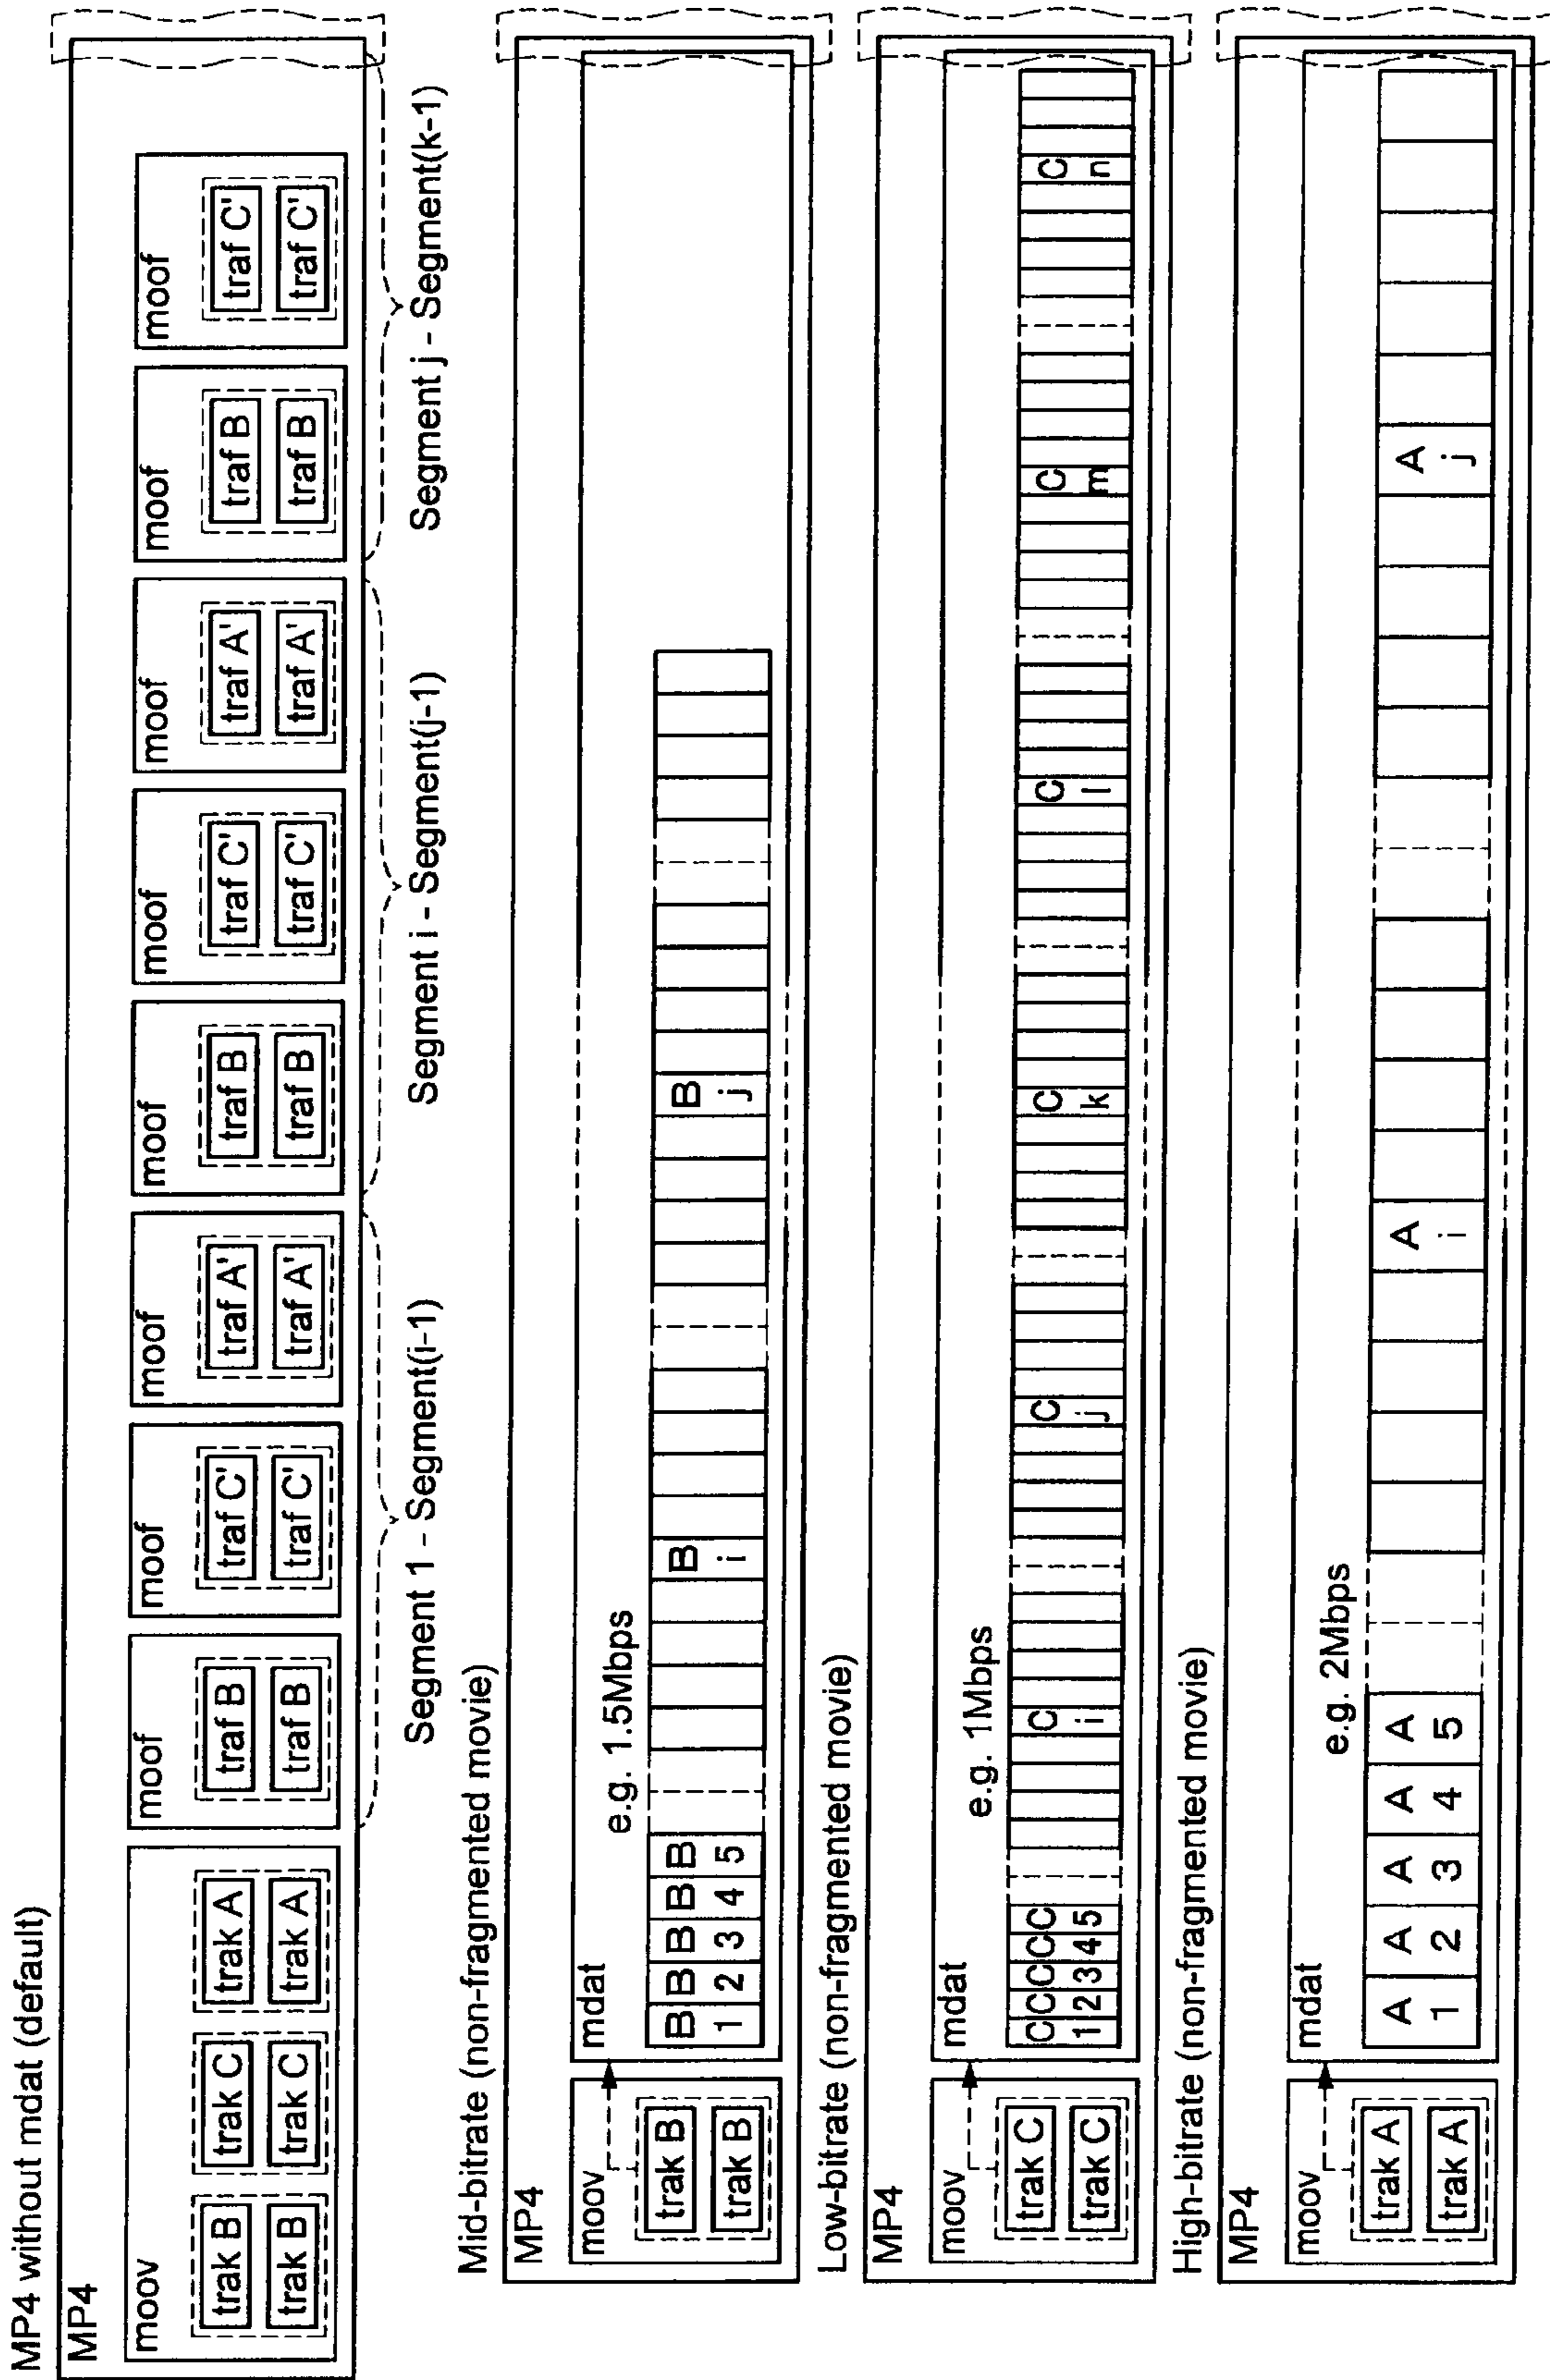 MP4 without mdat (default)
MP4
moov
trak B
trak B
trak C
trak C
trak A
trak A
moof
traf B
traf B
moof
traf C'
traf C'
moof
traf A'
traf A'
moof
traf B
traf B
moof
traf C'
traf C'
moof
traf A'
traf A'
moof
traf B
traf B
moof
traf C'
traf C'
Segment 1 - Segment(i-1)
Segment i - Segment(j-1)
Segment j - Segment(k-1)
Mid-bitrate (non-fragmented movie)
MP4
moov
trak B
trak B
mdat
e.g. 1.5Mbps
B B B B B B B
1 2 3 4 5 i j
Low-bitrate (non-fragmented movie)
MP4
moov
trak C
trak C
mdat
e.g. 1Mbps
C C C C C C C C C C C
1 2 3 4 5 i j k l m n
High-bitrate (non-fragmented movie)
MP4
moov
trak A
trak A
mdat
e.g. 2Mbps
A A A A A A A
1 2 3 4 5 i j